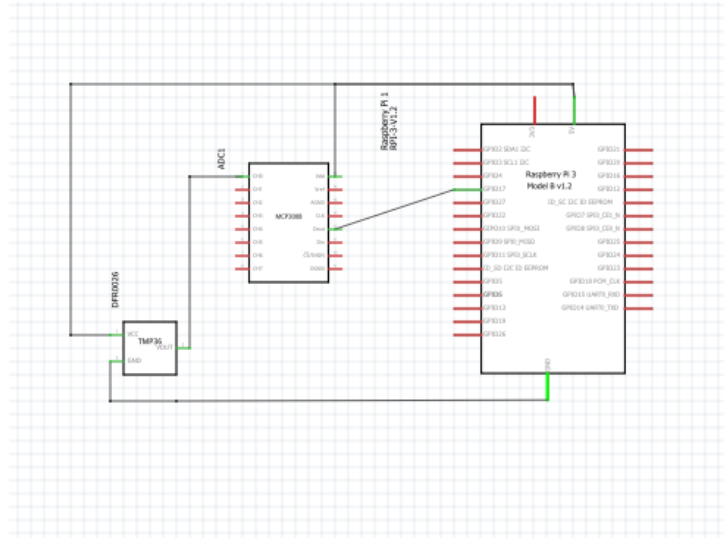 Raspberry Pi 1
RPI-3-V1.2
ADC1
3V3
5V
GPIO2 SDA1 I2C
GPIO3 SCL1 I2C
GPIO4
GPIO17
GPIO27
GPIO22
GPIO10 SPI0_MOSI
GPIO9 SPI0_MISO
GPIO11 SPI0_SCLK
ID_SD I2C ID EEPROM
GPIO5
GPIO6
GPIO13
GPIO19
GPIO26
Raspberry Pi 3
Model B v1.2
GPIO21
GPIO20
GPIO16
GPIO12
ID_SC I2C ID EEPROM
GPIO7 SPI0_CE1_N
GPIO8 SPI0_CE0_N
GPIO25
GPIO24
GPIO23
GPIO18 PCM_CLK
GPIO15 UART0_RXD
GPIO14 UART0_TXD
GND
CH0
CH1
CH2
CH3
CH4
CH5
CH6
CH7
MCP3008
Vref
AGND
CLK
Dout
Din
CS/SHDN
DGND
DFR0026
VCC
TMP36
VOUT
GND